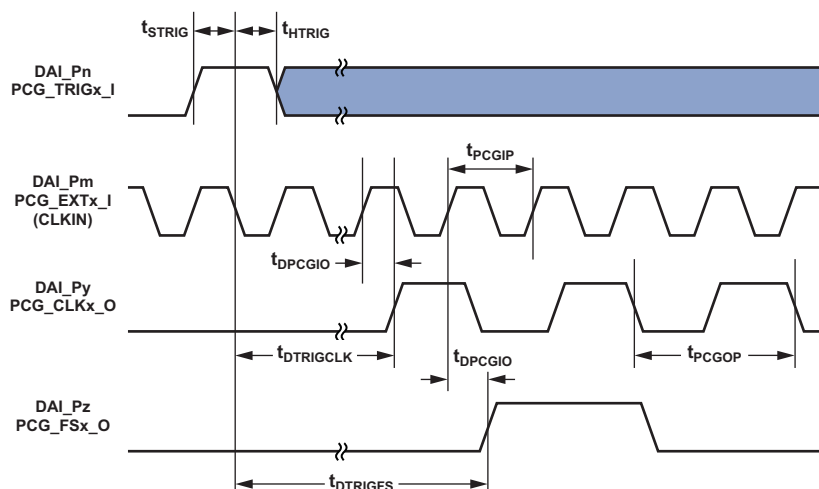 tSTRIG
tHTRIG
DAI_Pn
PCG_TRIGx_I
tPCGIP
DAI_Pm
PCG_EXTx_I
(CLKIN)
tDPCGIO
DAI_Py
PCG_CLKx_O
tDTRIGCLK
tDPCGIO
tPCGOP
DAI_Pz
PCG_FSx_O
tDTRIGFS